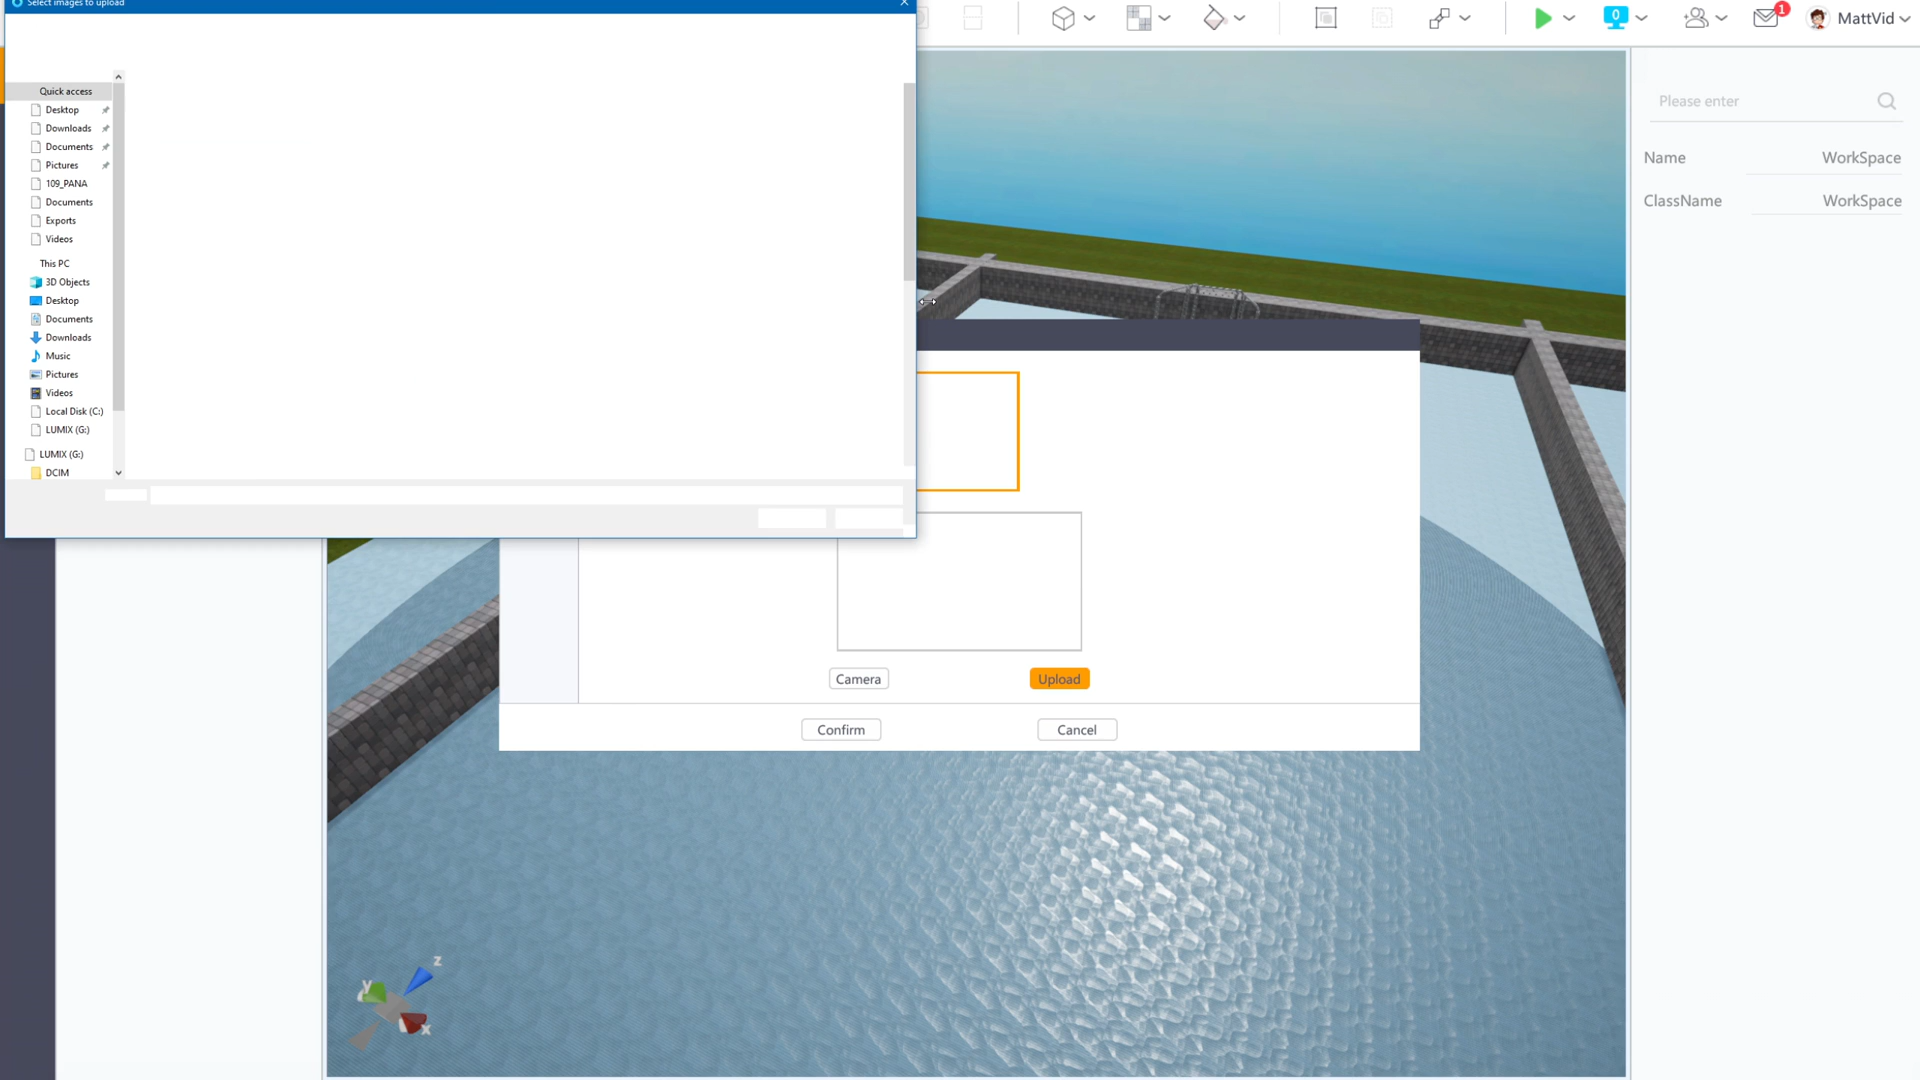 Select images to upload
0
1
MattVid
Quick access
Desktop
Downloads
Documents
Pictures
109_PANA
Documents
Exports
Videos
This PC
3D Objects
Desktop
Documents
Downloads
Music
Pictures
Videos
Local Disk (C:)
LUMIX (G:)
LUMIX (G:)
DCIM
Please enter
Name WorkSpace
ClassName WorkSpace
Camera Upload
Confirm Cancel
z
y
x